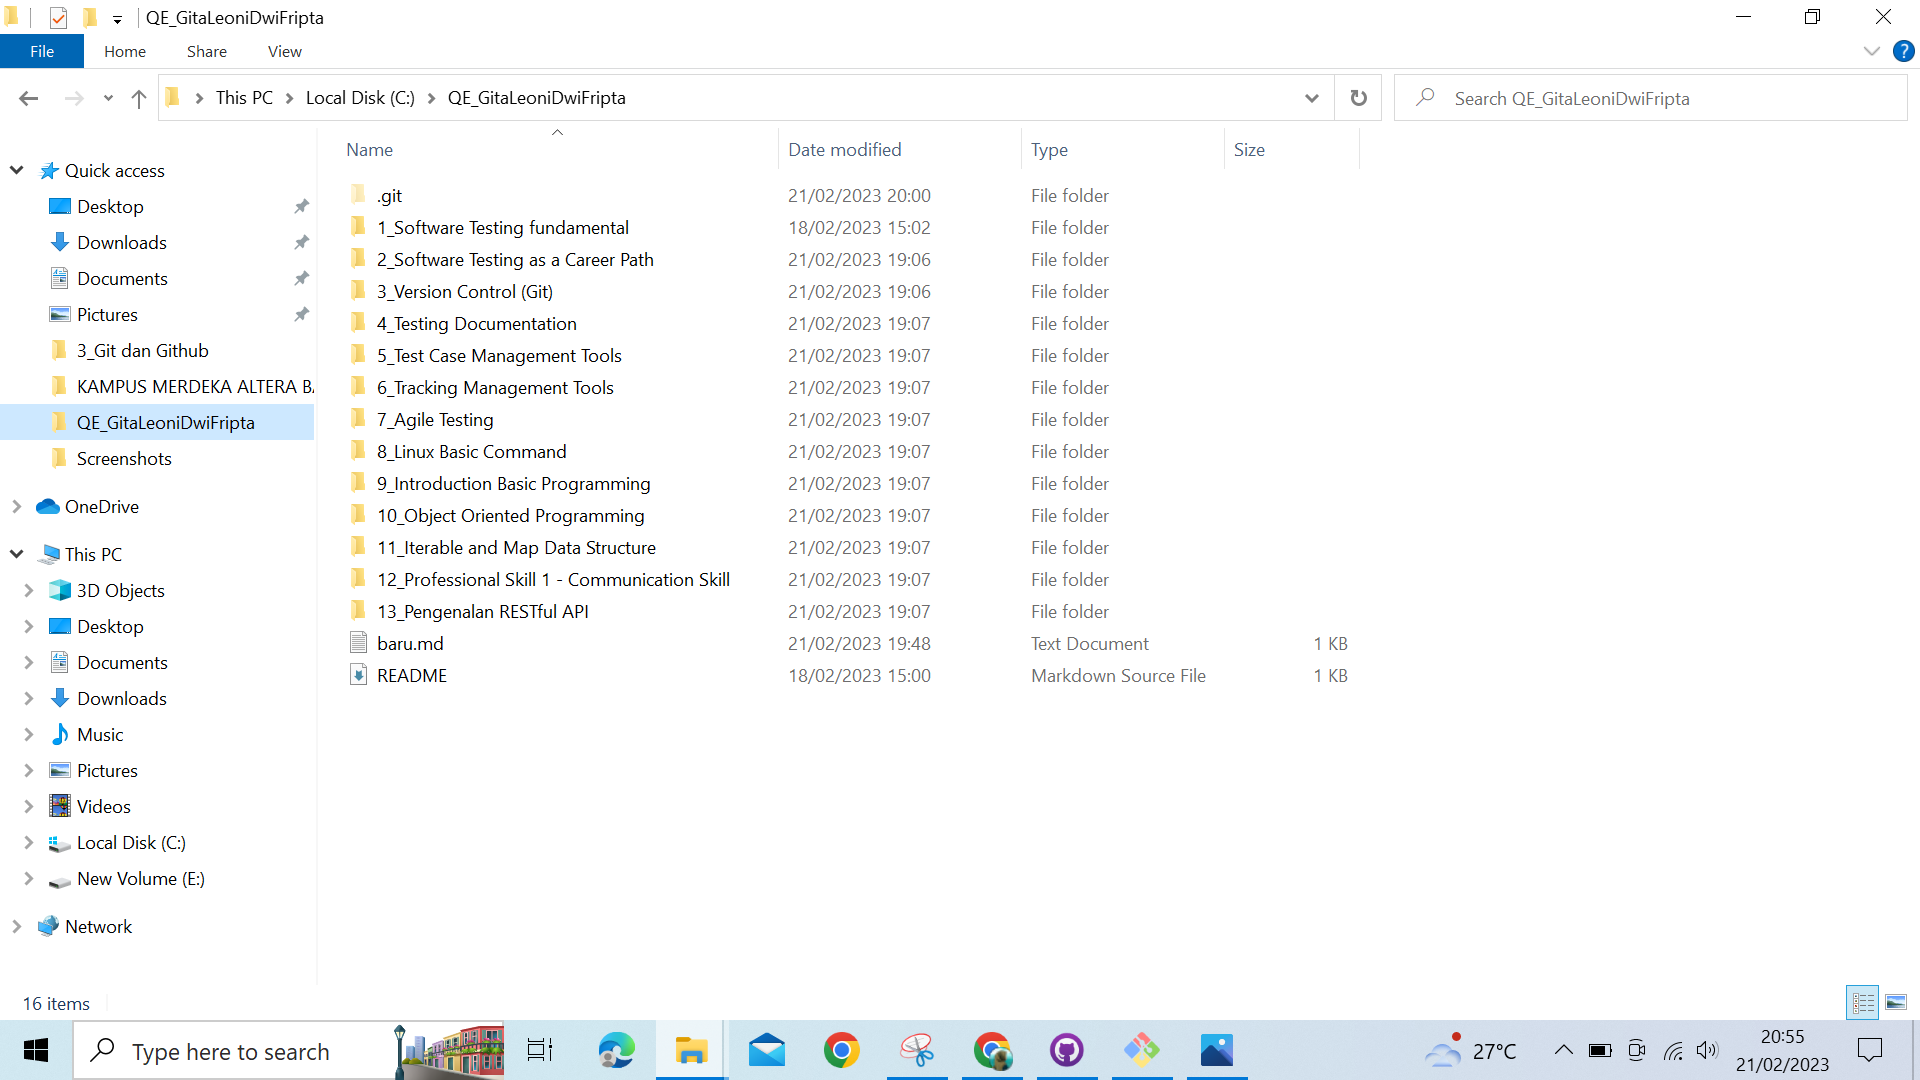 QE_GitaLeoniDwiFripta
File Home Share View
This PC Local Disk (C:) QE_GitaLeoniDwiFripta
Search QE_GitaLeoniDwiFripta
Quick access
Desktop
Downloads
Documents
Pictures
3_Git dan Github
KAMPUS MERDEKA ALTERA BA
QE_GitaLeoniDwiFripta
Screenshots
OneDrive
This PC
3D Objects
Desktop
Documents
Downloads
Music
Pictures
Videos
Local Disk (C:)
New Volume (E:)
Network
Name Date modified Type Size
.git 21/02/2023 20:00 File folder
1_Software Testing fundamental 18/02/2023 15:02 File folder
2_Software Testing as a Career Path 21/02/2023 19:06 File folder
3_Version Control (Git) 21/02/2023 19:06 File folder
4_Testing Documentation 21/02/2023 19:07 File folder
5_Test Case Management Tools 21/02/2023 19:07 File folder
6_Tracking Management Tools 21/02/2023 19:07 File folder
7_Agile Testing 21/02/2023 19:07 File folder
8_Linux Basic Command 21/02/2023 19:07 File folder
9_Introduction Basic Programming 21/02/2023 19:07 File folder
10_Object Oriented Programming 21/02/2023 19:07 File folder
11_Iterable and Map Data Structure 21/02/2023 19:07 File folder
12_Professional Skill 1 - Communication Skill 21/02/2023 19:07 File folder
13_Pengenalan RESTful API 21/02/2023 19:07 File folder
baru.md 21/02/2023 19:48 Text Document 1 KB
README 18/02/2023 15:00 Markdown Source File 1 KB
16 items
Type here to search
27°C
20:55
21/02/2023